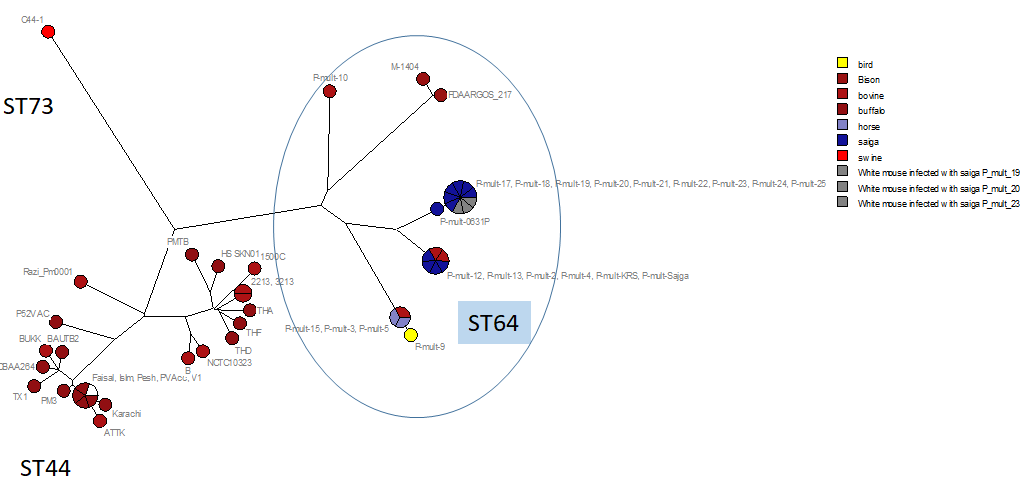 O44-1
ST73
P-mult-10
M-1404
FDAARGOS_217
P-mult-17, P-mult-18, P-mult-19, P-mult-20, P-mult-21, P-mult-22, P-mult-23, P-mult-24, P-mult-25
P-mult-0631P
P-mult-12, P-mult-13, P-mult-2, P-mult-4, P-mult-KRS, P-mult-Sajga
P-mult-15, P-mult-3, P-mult-5
P-mult-9
ST64
PMTB
HS SKN01
1500C
2213, 3213
THA
THF
THD
NCTC10323
B
Razi_Pm0001
P52VAC
BUKK
BAUTB2
CBAA264
TX1
PM3
Faisal, Islm, Pesh, PVAcc, V1
Karachi
ATTK
ST44
bird
Bison
bovine
buffalo
horse
saiga
swine
White mouse infected with saiga P_mult_19
White mouse infected with saiga P_mult_20
White mouse infected with saiga P_mult_23